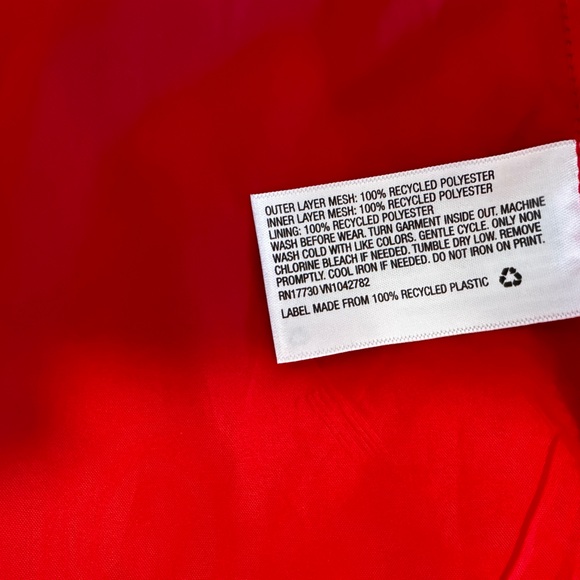 OUTER LAYER MESH: 100% RECYCLED POLYESTER
INNER LAYER MESH: 100% RECYCLED POLYESTER
LINING: 100% RECYCLED POLYESTER
WASH BEFORE WEAR. TURN GARMENT INSIDE OUT. MACHINE
WASH COLD WITH LIKE COLORS. GENTLE CYCLE. ONLY NON
CHLORINE BLEACH IF NEEDED. TUMBLE DRY LOW. REMOVE
PROMPTLY. COOL IRON IF NEEDED. DO NOT IRON ON PRINT.
RN17730 VN1042782
LABEL MADE FROM 100% RECYCLED PLASTIC